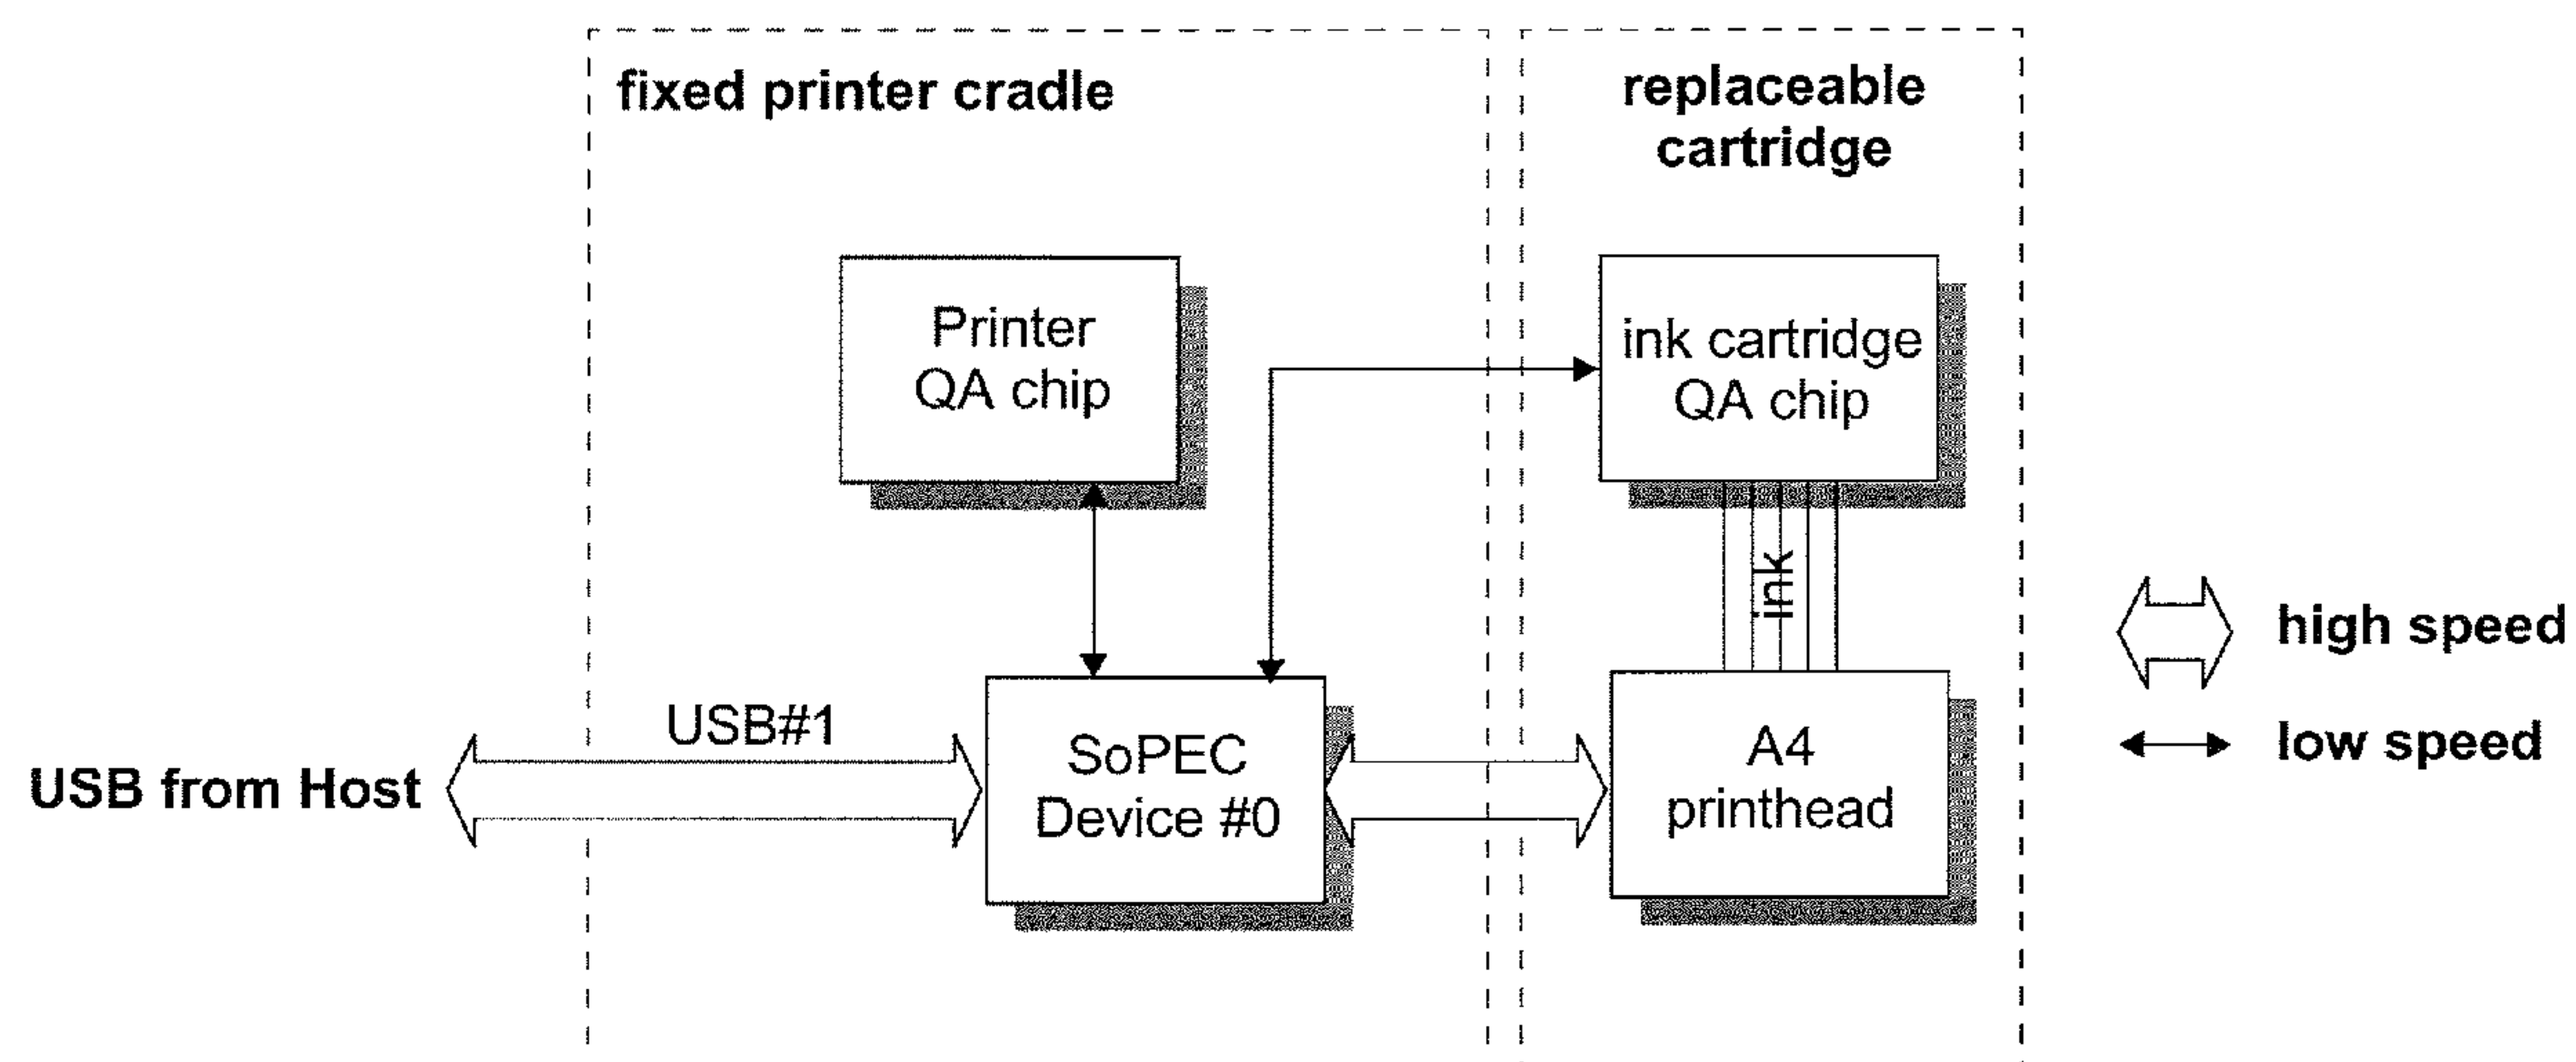 fixed printer cradle
replaceable
cartridge
Printer
QA chip
ink cartridge
QA chip
ink
high speed
USB#1
USB from Host
SoPEC
Device #0
A4
printhead
low speed